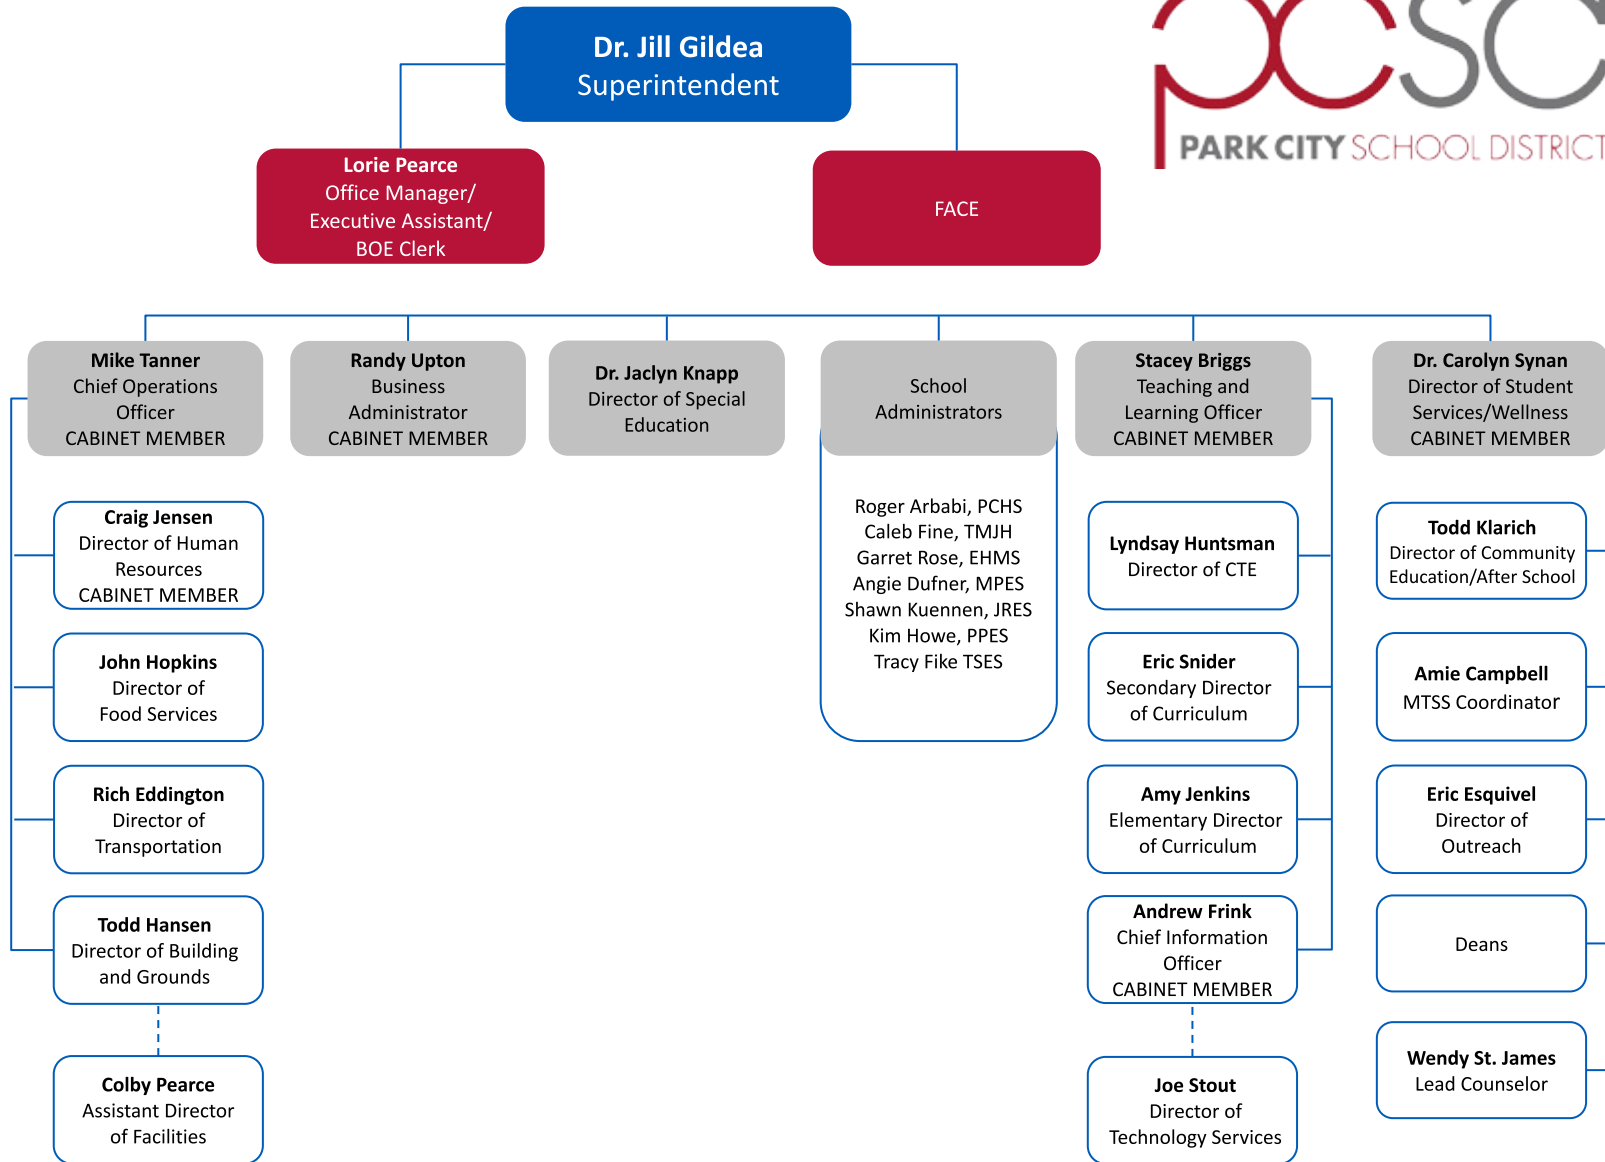 Dr. Jill Gildea
Superintendent
pcsc
PARK CITY SCHOOL DISTRICT
Lorie Pearce
Office Manager/
Executive Assistant/
BOE Clerk
FACE
Mike Tanner
Chief Operations
Officer
CABINET MEMBER
Randy Upton
Business
Administrator
CABINET MEMBER
Dr. Jaclyn Knapp
Director of Special
Education
School
Administrators
Stacey Briggs
Teaching and
Learning Officer
CABINET MEMBER
Dr. Carolyn Synan
Director of Student
Services/Wellness
CABINET MEMBER
Craig Jensen
Director of Human
Resources
CABINET MEMBER
John Hopkins
Director of
Food Services
Rich Eddington
Director of
Transportation
Todd Hansen
Director of Building
and Grounds
Colby Pearce
Assistant Director
of Facilities
Roger Arbabi, PCHS
Caleb Fine, TMJH
Garret Rose, EHMS
Angie Dufner, MPES
Shawn Kuennen, JRES
Kim Howe, PPES
Tracy Fike TSES
Lyndsay Huntsman
Director of CTE
Eric Snider
Secondary Director
of Curriculum
Amy Jenkins
Elementary Director
of Curriculum
Andrew Frink
Chief Information
Officer
CABINET MEMBER
Joe Stout
Director of
Technology Services
Todd Klarich
Director of Community
Education/After School
Amie Campbell
MTSS Coordinator
Eric Esquivel
Director of
Outreach
Deans
Wendy St. James
Lead Counselor